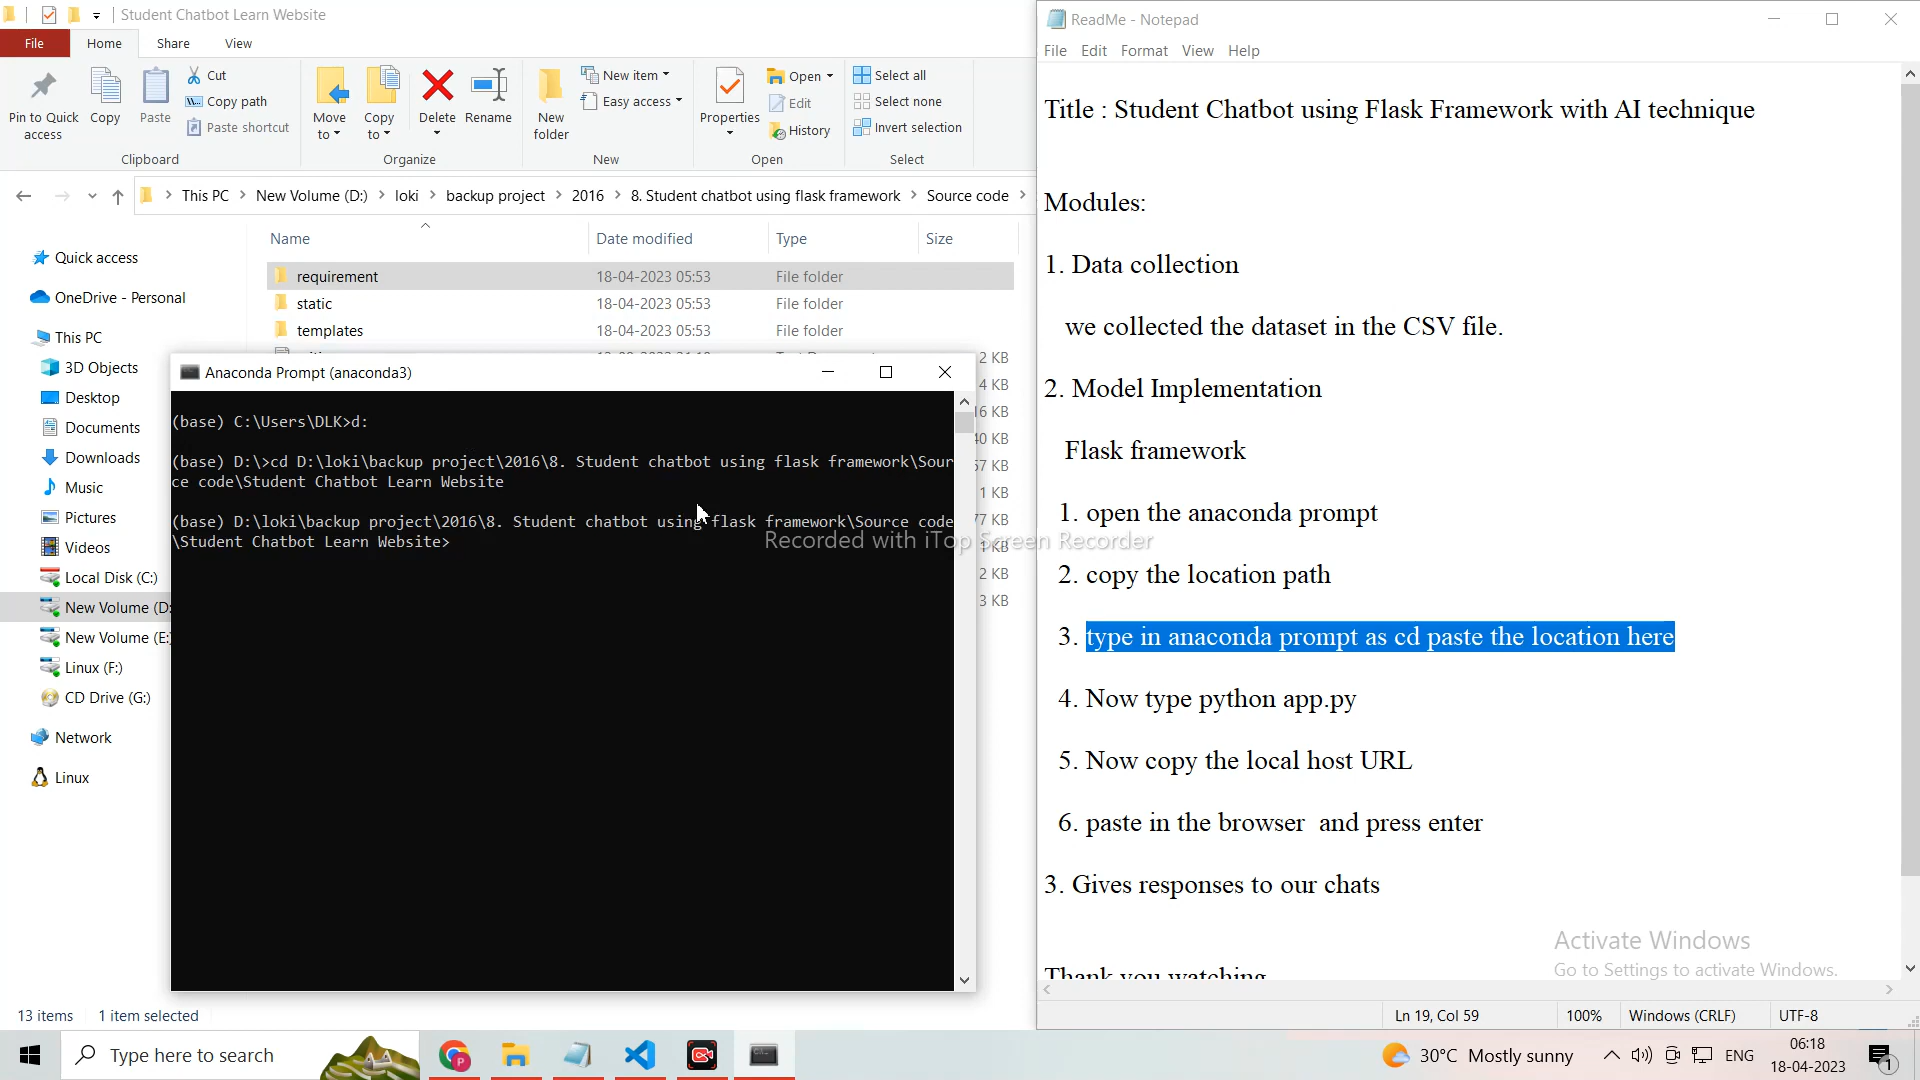 Student Chatbot Learn Website
File
Home
Share
View
Pin to Quick access
Copy
Paste
Cut
Copy path
Paste shortcut
Move to
Copy to
Delete
Rename
New folder
New item
Easy access
Properties
Open
Edit
History
Select all
Select none
Invert selection
Clipboard
Organize
New
Open
Select
This PC
New Volume (D:)
loki
backup project
2016
8. Student chatbot using flask framework
Source code
Name
Date modified
Type
Size
requirement
18-04-2023 05:53
File folder
static
18-04-2023 05:53
File folder
templates
18-04-2023 05:53
File folder
2 KB
4 KB
1 KB
2 KB
3 KB
Quick access
OneDrive - Personal
This PC
3D Objects
Desktop
Documents
Downloads
Music
Pictures
Videos
Local Disk (C:)
New Volume (D:
New Volume (E:
Linux (F:)
CD Drive (G:)
Network
Linux
13 items
1 item selected
Anaconda Prompt (anaconda3)
(base) C:\Users\DLK>d:
(base) D:\>cd D:\loki\backup project\2016\8. Student chatbot using flask framework\Sour
ce code\Student Chatbot Learn Website
(base) D:\loki\backup project\2016\8. Student chatbot using flask framework\Source code
\Student Chatbot Learn Website>
Recorded with iTop Screen Recorder
ReadMe - Notepad
File
Edit
Format
View
Help
Title : Student Chatbot using Flask Framework with AI technique
Modules:
1. Data collection
we collected the dataset in the CSV file.
2. Model Implementation
Flask framework
1. open the anaconda prompt
2. copy the location path
3. type in anaconda prompt as cd paste the location here
4. Now type python app.py
5. Now copy the local host URL
6. paste in the browser  and press enter
3. Gives responses to our chats
Thank you watching
Activate Windows
Go to Settings to activate Windows.
Ln 19, Col 59
100%
Windows (CRLF)
UTF-8
Type here to search
30°C Mostly sunny
ENG
06:18
18-04-2023
1